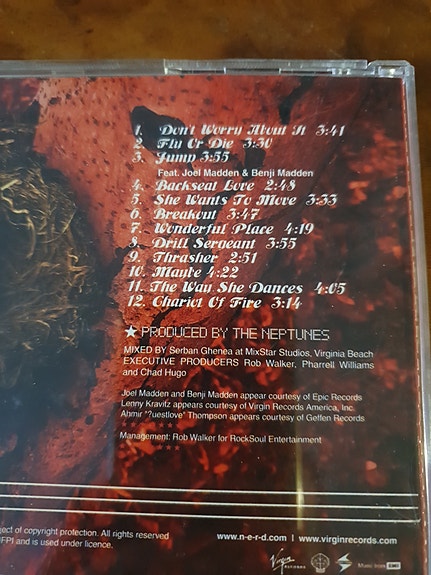 1. Don't Worry About It 3:41
2. Fly Or Die 3:30
3. Jump 3:55
Feat. Joel Madden & Benji Madden
4. Backseat Love 2:48
5. She Wants To Move 3:33
6. Breakout 3:47
7. Wonderful Place 4:19
8. Drill Sergeant 3:55
9. Thrasher 2:51
10. Maybe 4:22
11. The Way She Dances 4:05
12. Chariot Of Fire 3:14
★ PRODUCED BY THE NEPTUNES
MIXED BY Serban Ghenea at MixStar Studios, Virginia Beach
EXECUTIVE PRODUCERS Rob Walker, Pharrell Williams
and Chad Hugo
Joel Madden and Benji Madden appear courtesy of Epic Records
Lenny Kravitz appears courtesy of Virgin Records America, Inc.
Ahmir "?uestlove" Thompson appears courtesy of Geffen Records
Management: Rob Walker for RockSoul Entertainment
ject of copyright protection. All rights reserved
FPI and is used under licence.
www.n-e-r-d.com | www.virginrecords.com
Virgin
RECORDS
Music from EMI